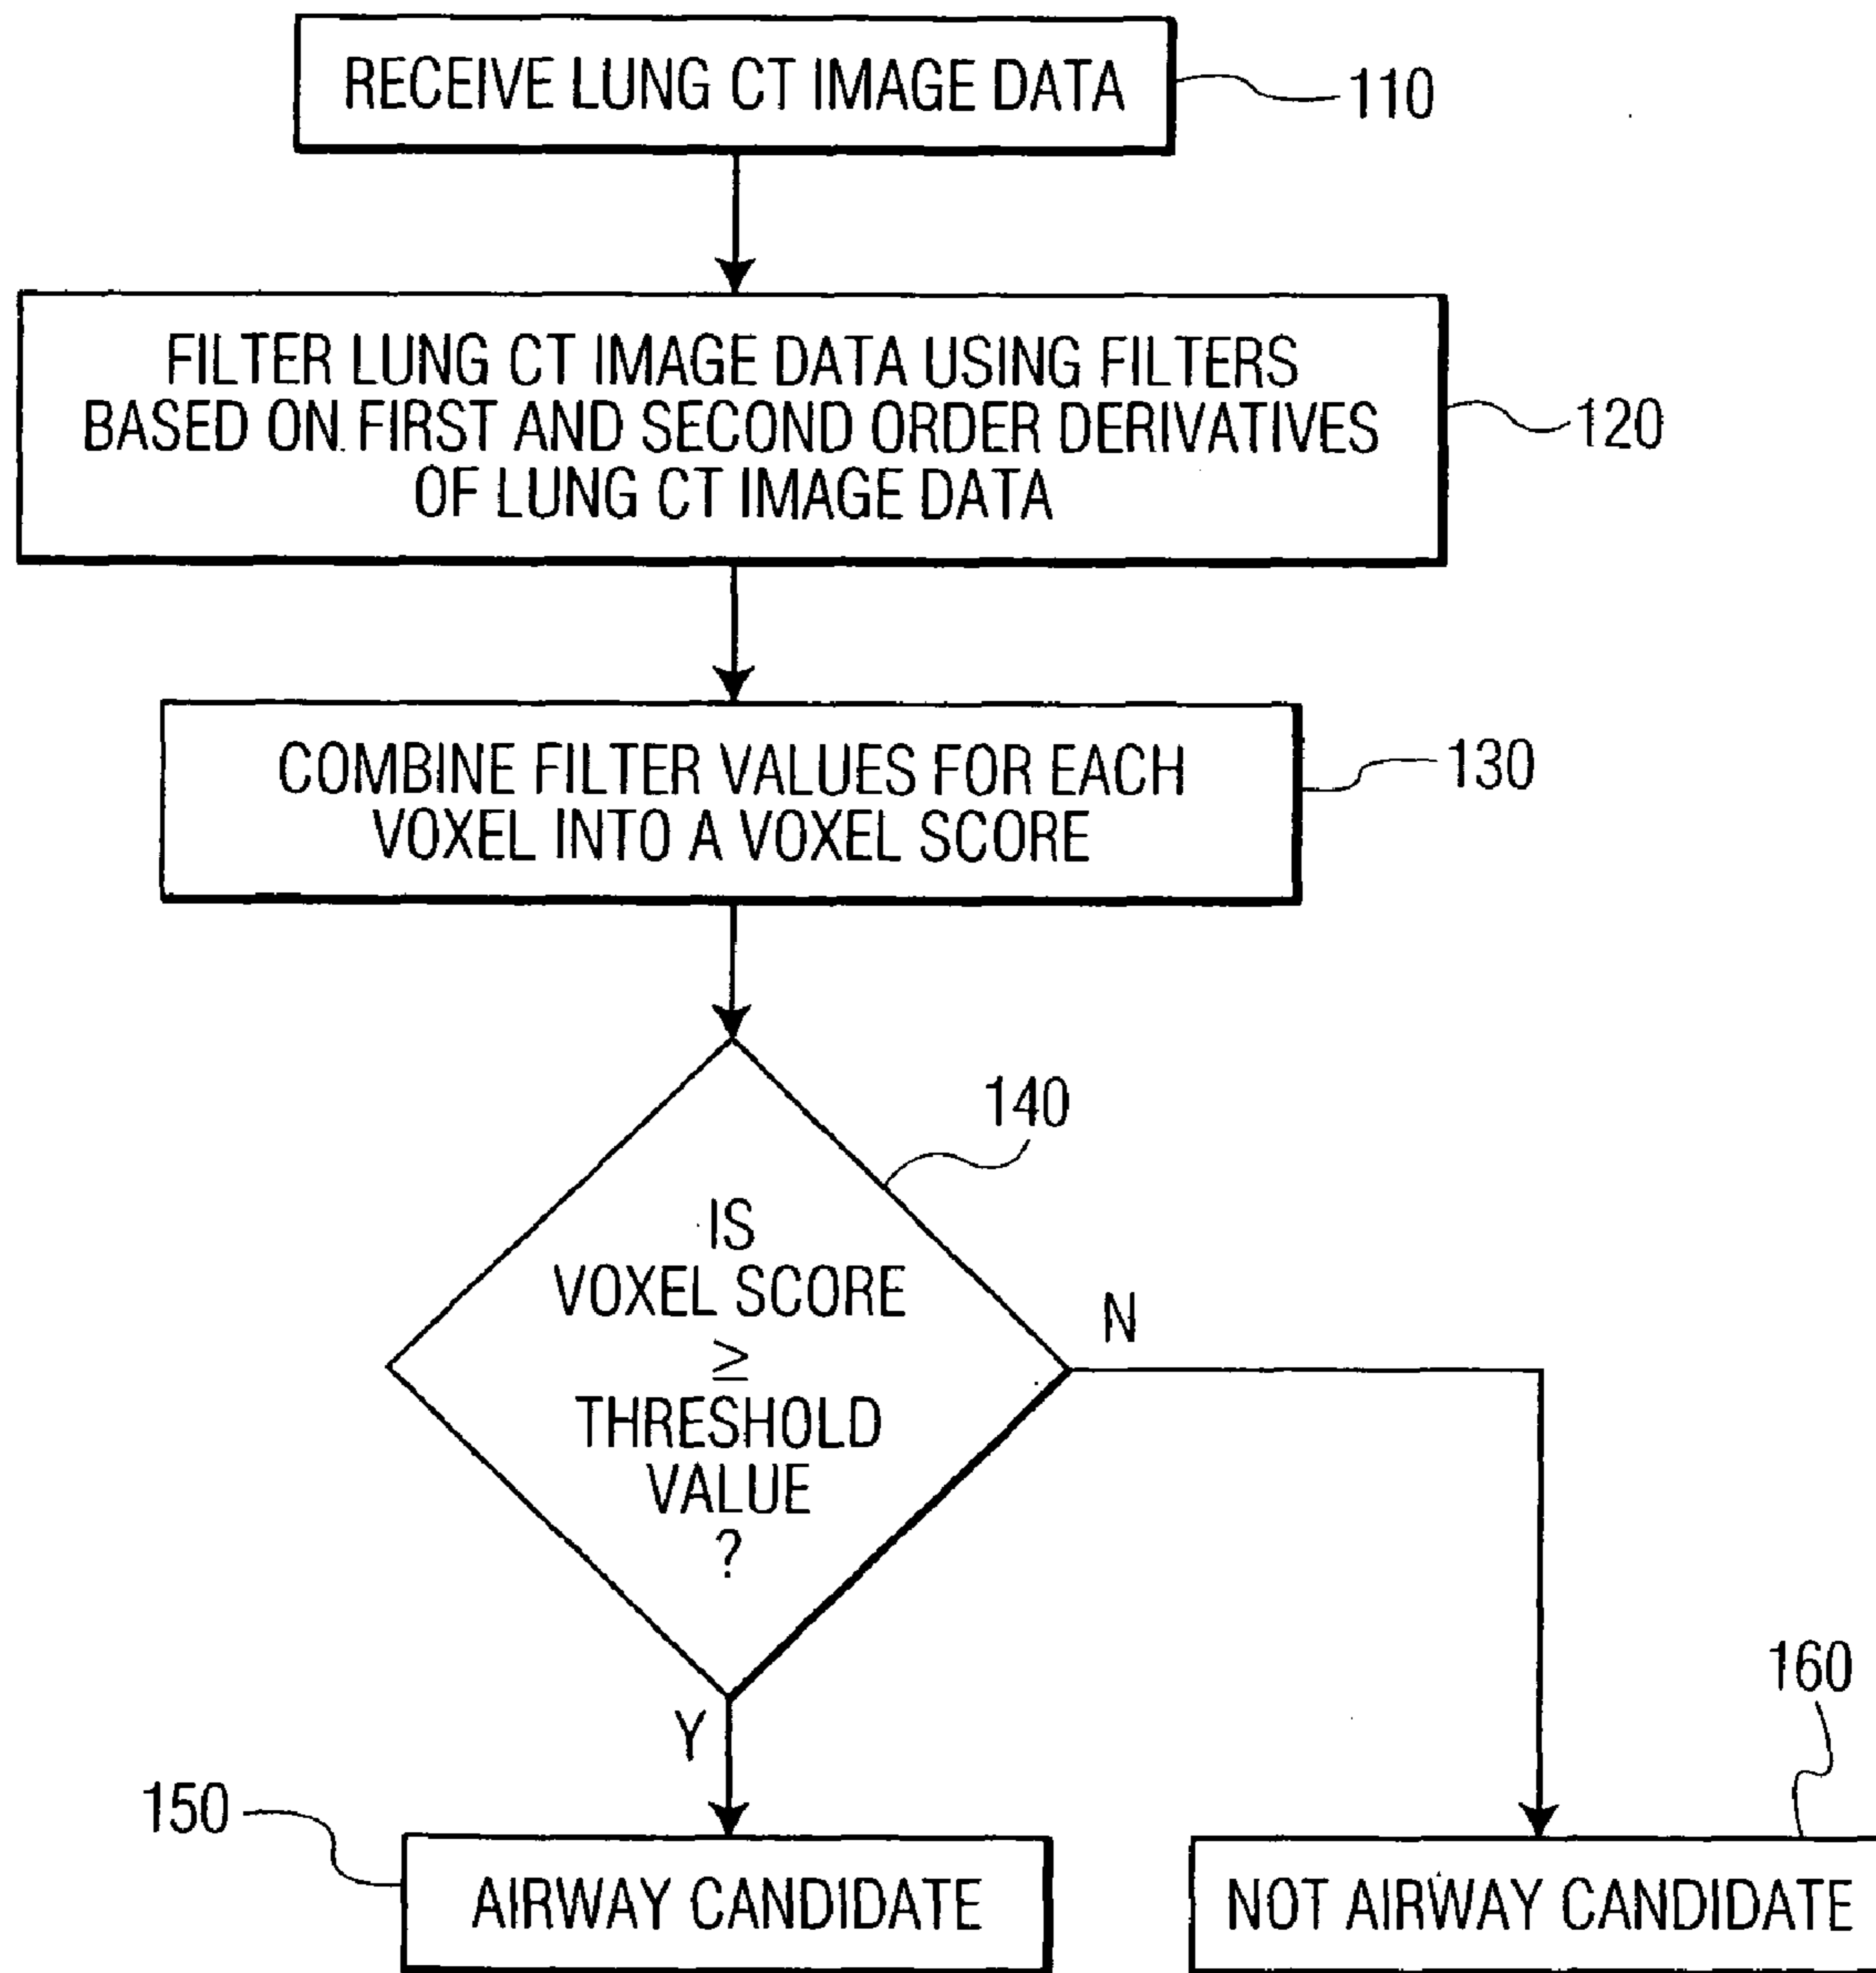 RECEIVE LUNG CT IMAGE DATA
110
FILTER LUNG CT IMAGE DATA USING FILTERS
BASED ON FIRST AND SECOND ORDER DERIVATIVES
OF LUNG CT IMAGE DATA
120
COMBINE FILTER VALUES FOR EACH
VOXEL INTO A VOXEL SCORE
130
140
IS
VOXEL SCORE
≥
THRESHOLD
VALUE
?
N
Y
160
150
AIRWAY CANDIDATE
NOT AIRWAY CANDIDATE